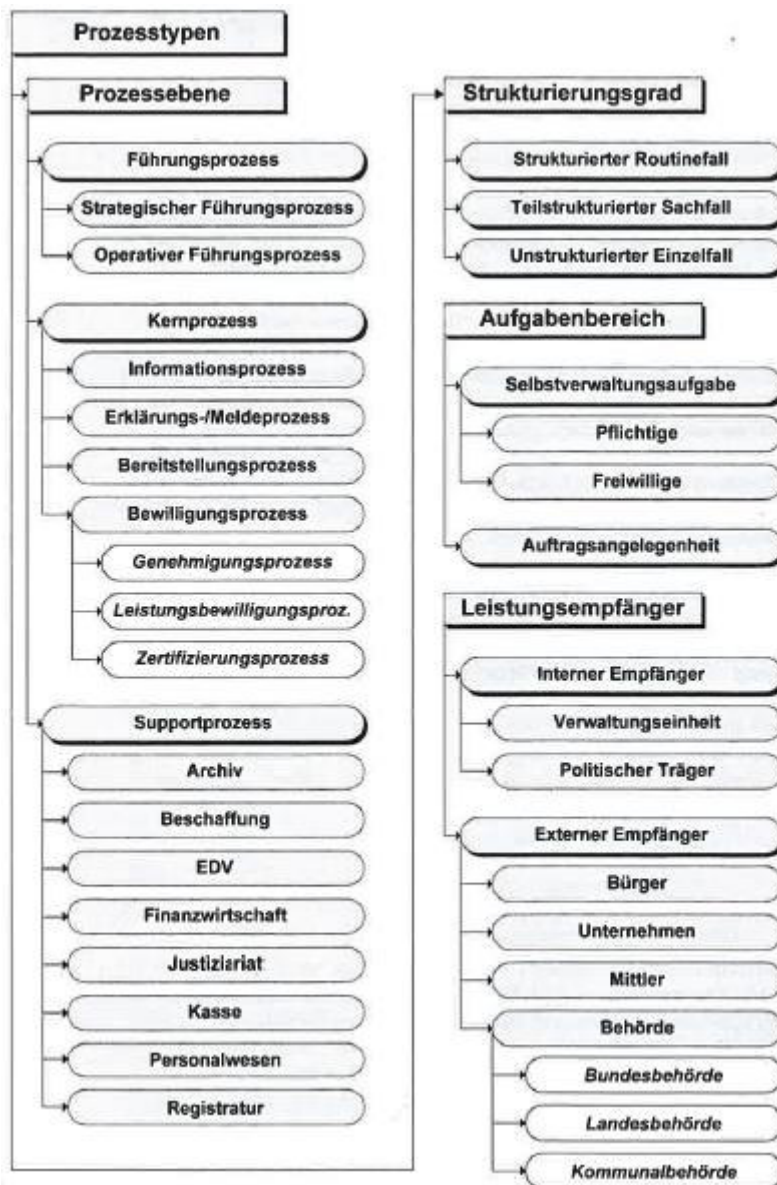 Prozesstypen
Prozessebene
Führungsprozess
Strategischer Führungsprozess
Operativer Führungsprozess
Kernprozess
Informationsprozess
Erklärungs-/Meldeprozess
Bereitstellungsprozess
Bewilligungsprozess
Genehmigungsprozess
Leistungsbewilligungsproz.
Zertifizierungsprozess
Supportprozess
Archiv
Beschaffung
EDV
Finanzwirtschaft
Justiziariat
Kasse
Personalwesen
Registratur
Strukturierungsgrad
Strukturierter Routinefall
Teilstrukturierter Sachfall
Unstrukturierter Einzelfall
Aufgabenbereich
Selbstverwaltungsaufgabe
Pflichtige
Freiwillige
Auftragsangelegenheit
Leistungsempfänger
Interner Empfänger
Verwaltungseinheit
Politischer Träger
Externer Empfänger
Bürger
Unternehmen
Mittler
Behörde
Bundesbehörde
Landesbehörde
Kommunalbehörde